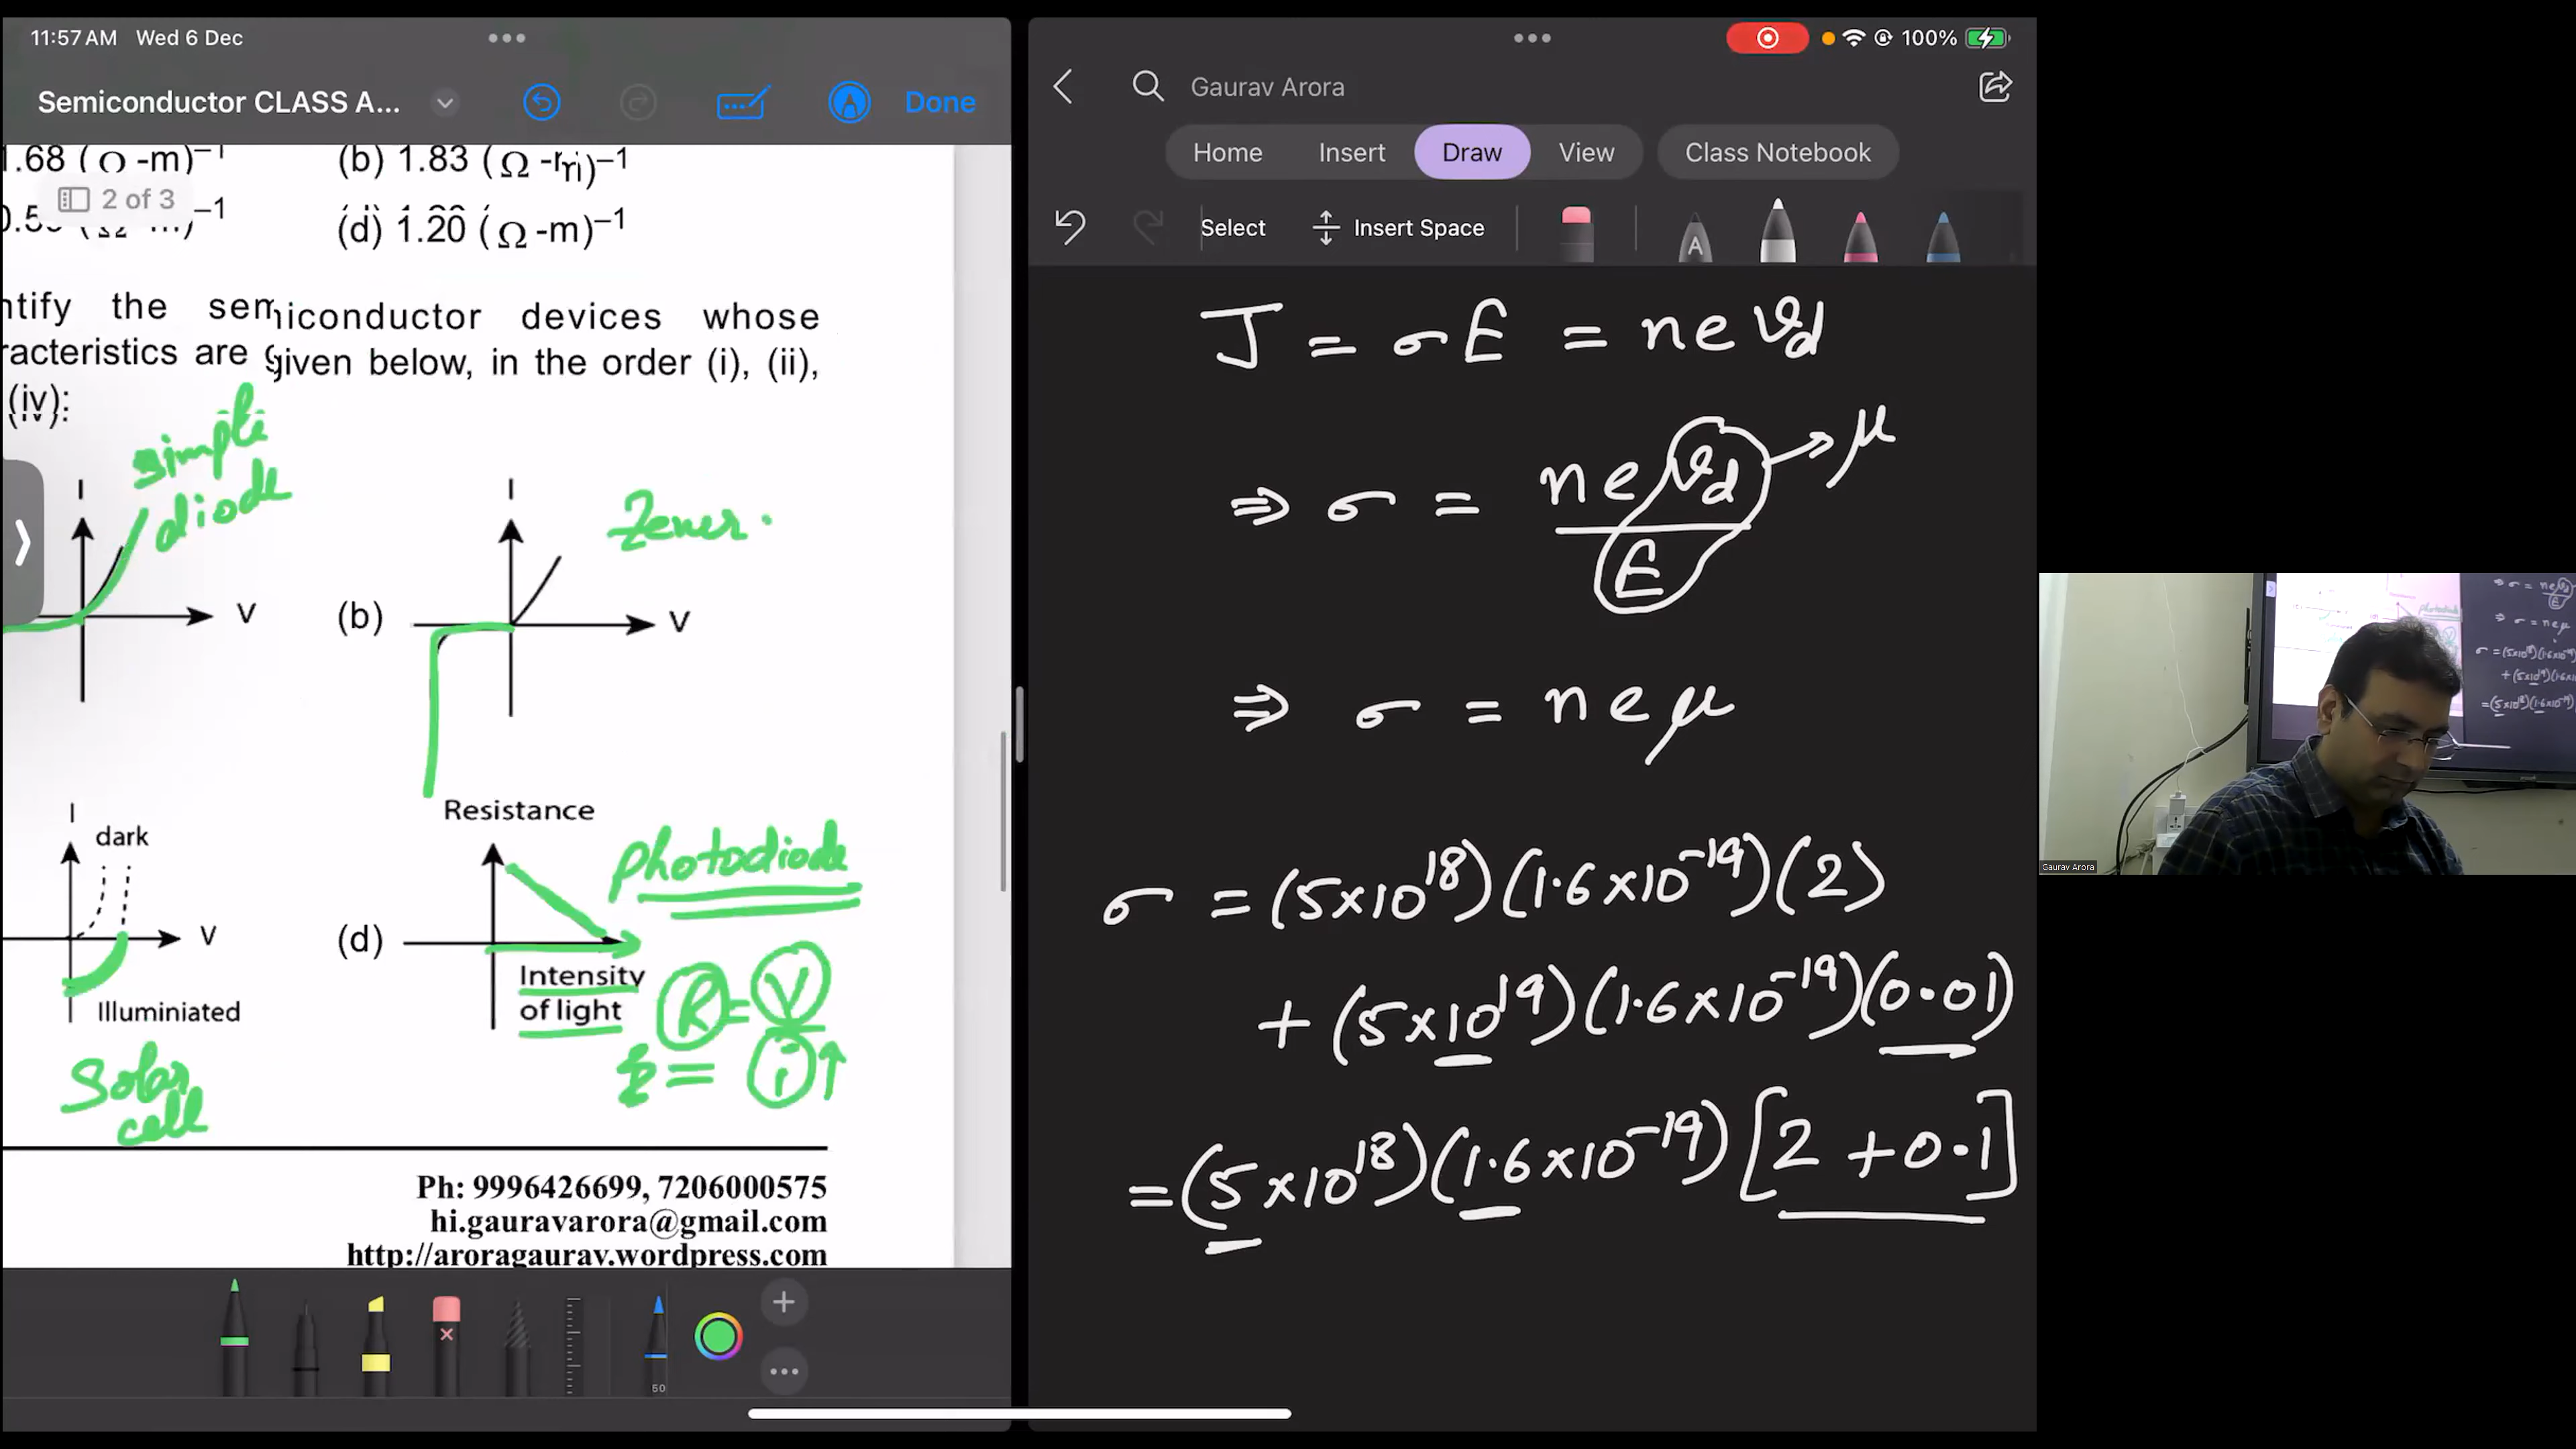 11:57 AM Wed 6 Dec
Semiconductor CLASS A...
Done
1.68 (Ω -m)⁻¹
(b) 1.83 (Ω -m)⁻¹
2 of 3
(d) 1.20 (Ω -m)⁻¹
ntify the semiconductor devices whose
racteristics are given below, in the order (i), (ii),
(iv):
simple
diode
I
V
(b)
I
V
Zener.
I
dark
V
Illuminiated
Solar
cell
(d)
Resistance
Intensity
of light
Photodiode
R = V
i ↑
Ph: 9996426699, 7206000575
hi.gauravarora@gmail.com
http://aroragaurav.wordpress.com
50
100%
Gaurav Arora
Home Insert Draw View Class Notebook
Select Insert Space
A
J = σE = nev_d
⇒ σ = nev_d / E → μ
⇒ σ = neμ
σ = (5×10¹⁸)(1.6×10⁻¹⁹)(2)
+ (5×10¹⁹)(1.6×10⁻¹⁹)(0.01)
= (5×10¹⁸)(1.6×10⁻¹⁹)[2 + 0.1]
Gaurav Arora